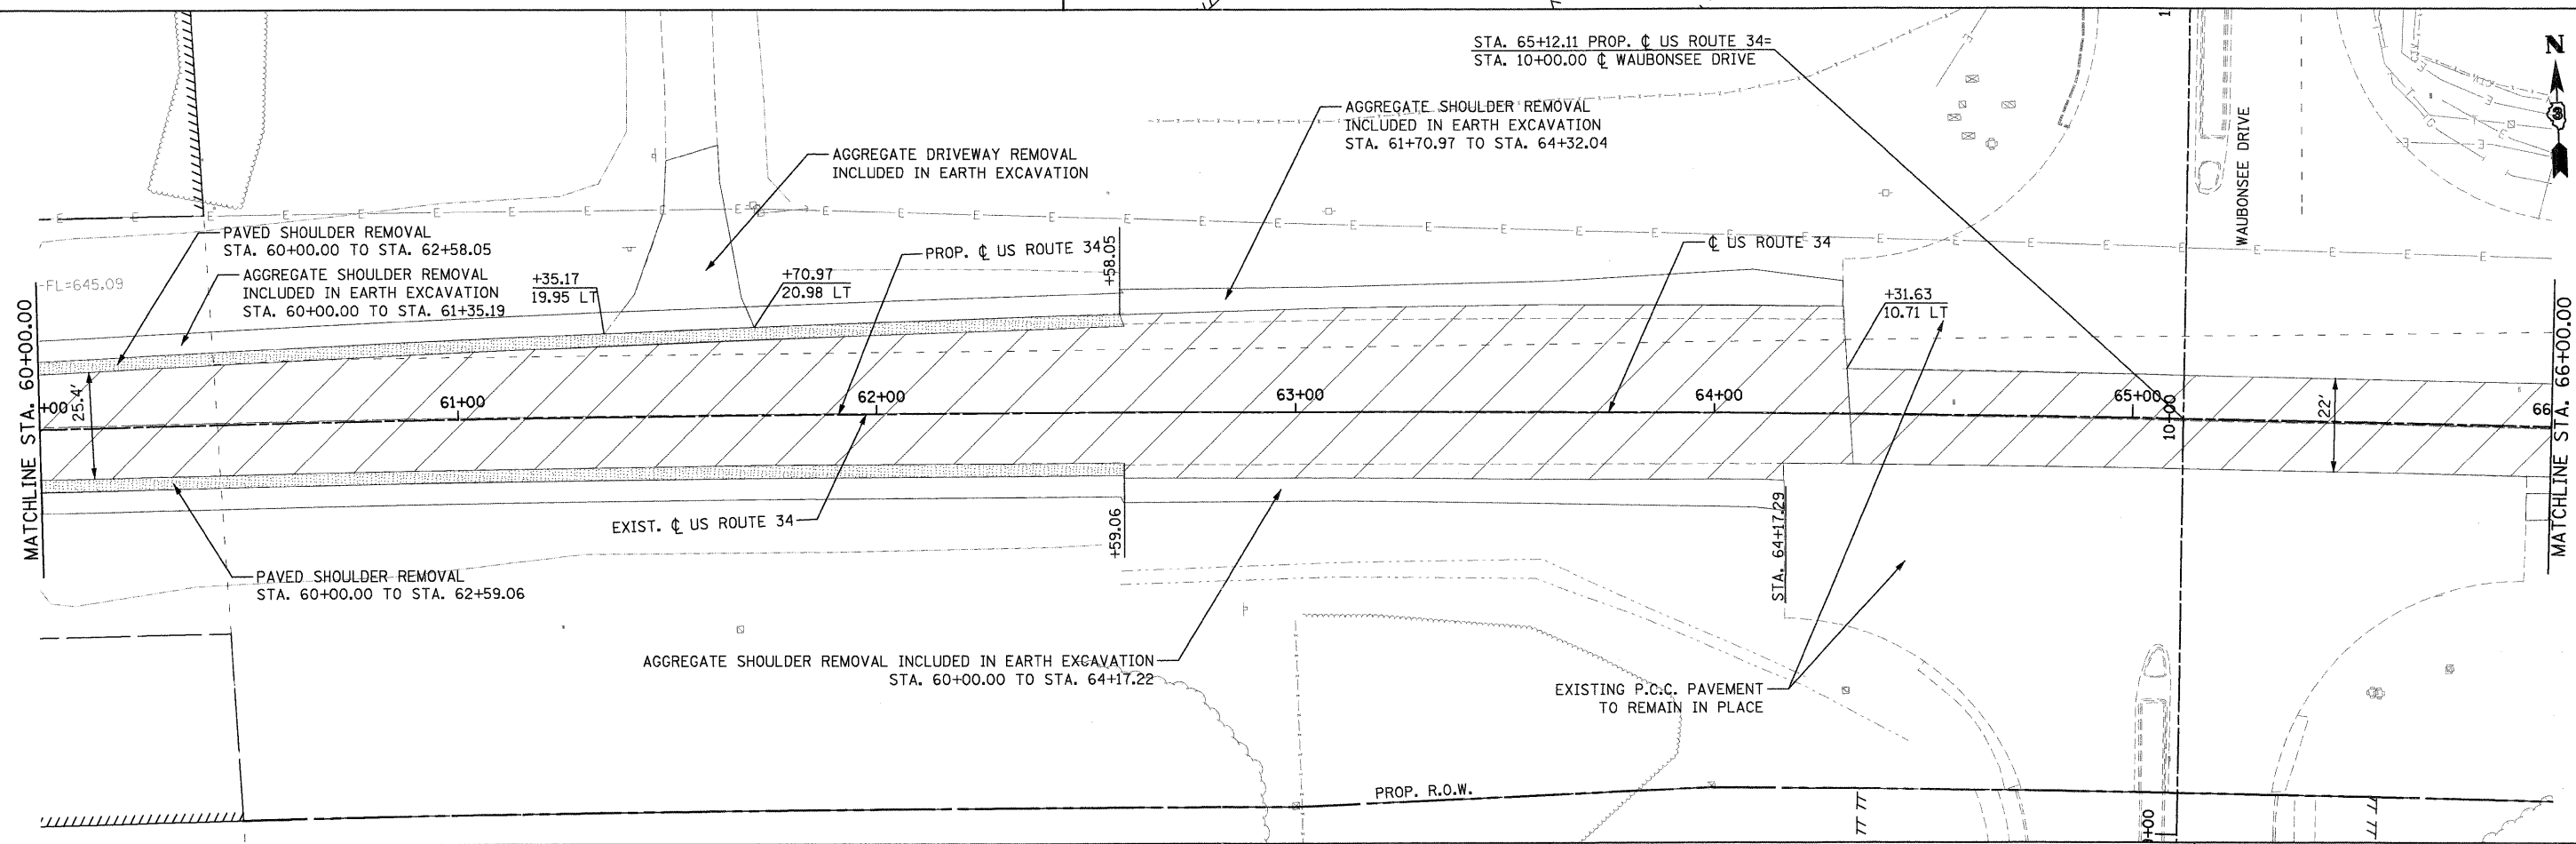 STA. 65+12.11 PROP. ℄ US ROUTE 34=
STA. 10+00.00 ℄ WAUBONSEE DRIVE
N
AGGREGATE SHOULDER REMOVAL
INCLUDED IN EARTH EXCAVATION
STA. 61+70.97 TO STA. 64+32.04
AGGREGATE DRIVEWAY REMOVAL
INCLUDED IN EARTH EXCAVATION
WAUBONSEE DRIVE
PAVED SHOULDER REMOVAL
STA. 60+00.00 TO STA. 62+58.05
AGGREGATE SHOULDER REMOVAL
INCLUDED IN EARTH EXCAVATION
STA. 60+00.00 TO STA. 61+35.19
FL=645.09
+35.17
19.95 LT
+70.97
20.98 LT
PROP. ℄ US ROUTE 34
+58.05
℄ US ROUTE 34
+31.63
10.71 LT
MATCHLINE STA. 60+00.00
+00
25.4'
61+00
62+00
63+00
64+00
65+00
10+00
22'
66
MATCHLINE STA. 66+00.00
EXIST. ℄ US ROUTE 34
+59.06
STA. 64+17.29
PAVED SHOULDER REMOVAL
STA. 60+00.00 TO STA. 62+59.06
AGGREGATE SHOULDER REMOVAL INCLUDED IN EARTH EXCAVATION
STA. 60+00.00 TO STA. 64+17.22
EXISTING P.C.C. PAVEMENT
TO REMAIN IN PLACE
PROP. R.O.W.
+00